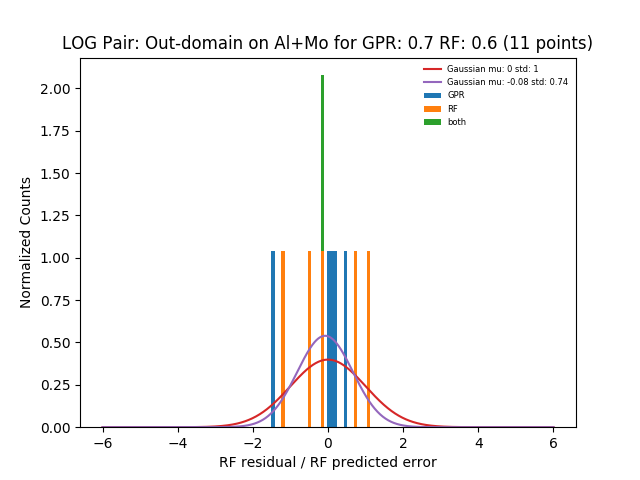 LOG Pair: Out-domain on Al+Mo for GPR: 0.7 RF: 0.6 (11 points)
Gaussian mu: 0 std: 1
Gaussian mu: -0.08 std: 0.74
GPR
RF
both
Normalized Counts
2.00
1.75
1.50
1.25
1.00
0.75
0.50
0.25
0.00
−6 −4 −2 0 2 4 6
RF residual / RF predicted error